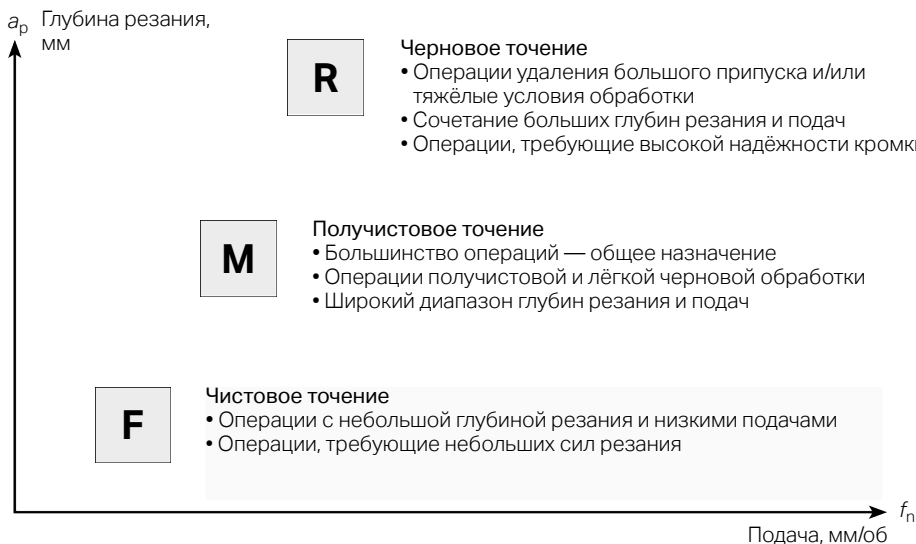 aₚ Глубина резания,
мм
R
Черновое точение
• Операции удаления большого припуска и/или
тяжёлые условия обработки
• Сочетание больших глубин резания и подач
• Операции, требующие высокой надёжности кромки
M
Получистовое точение
• Большинство операций — общее назначение
• Операции получистовой и лёгкой черновой обработки
• Широкий диапазон глубин резания и подач
F
Чистовое точение
• Операции с небольшой глубиной резания и низкими подачами
• Операции, требующие небольших сил резания
fₙ
Подача, мм/об